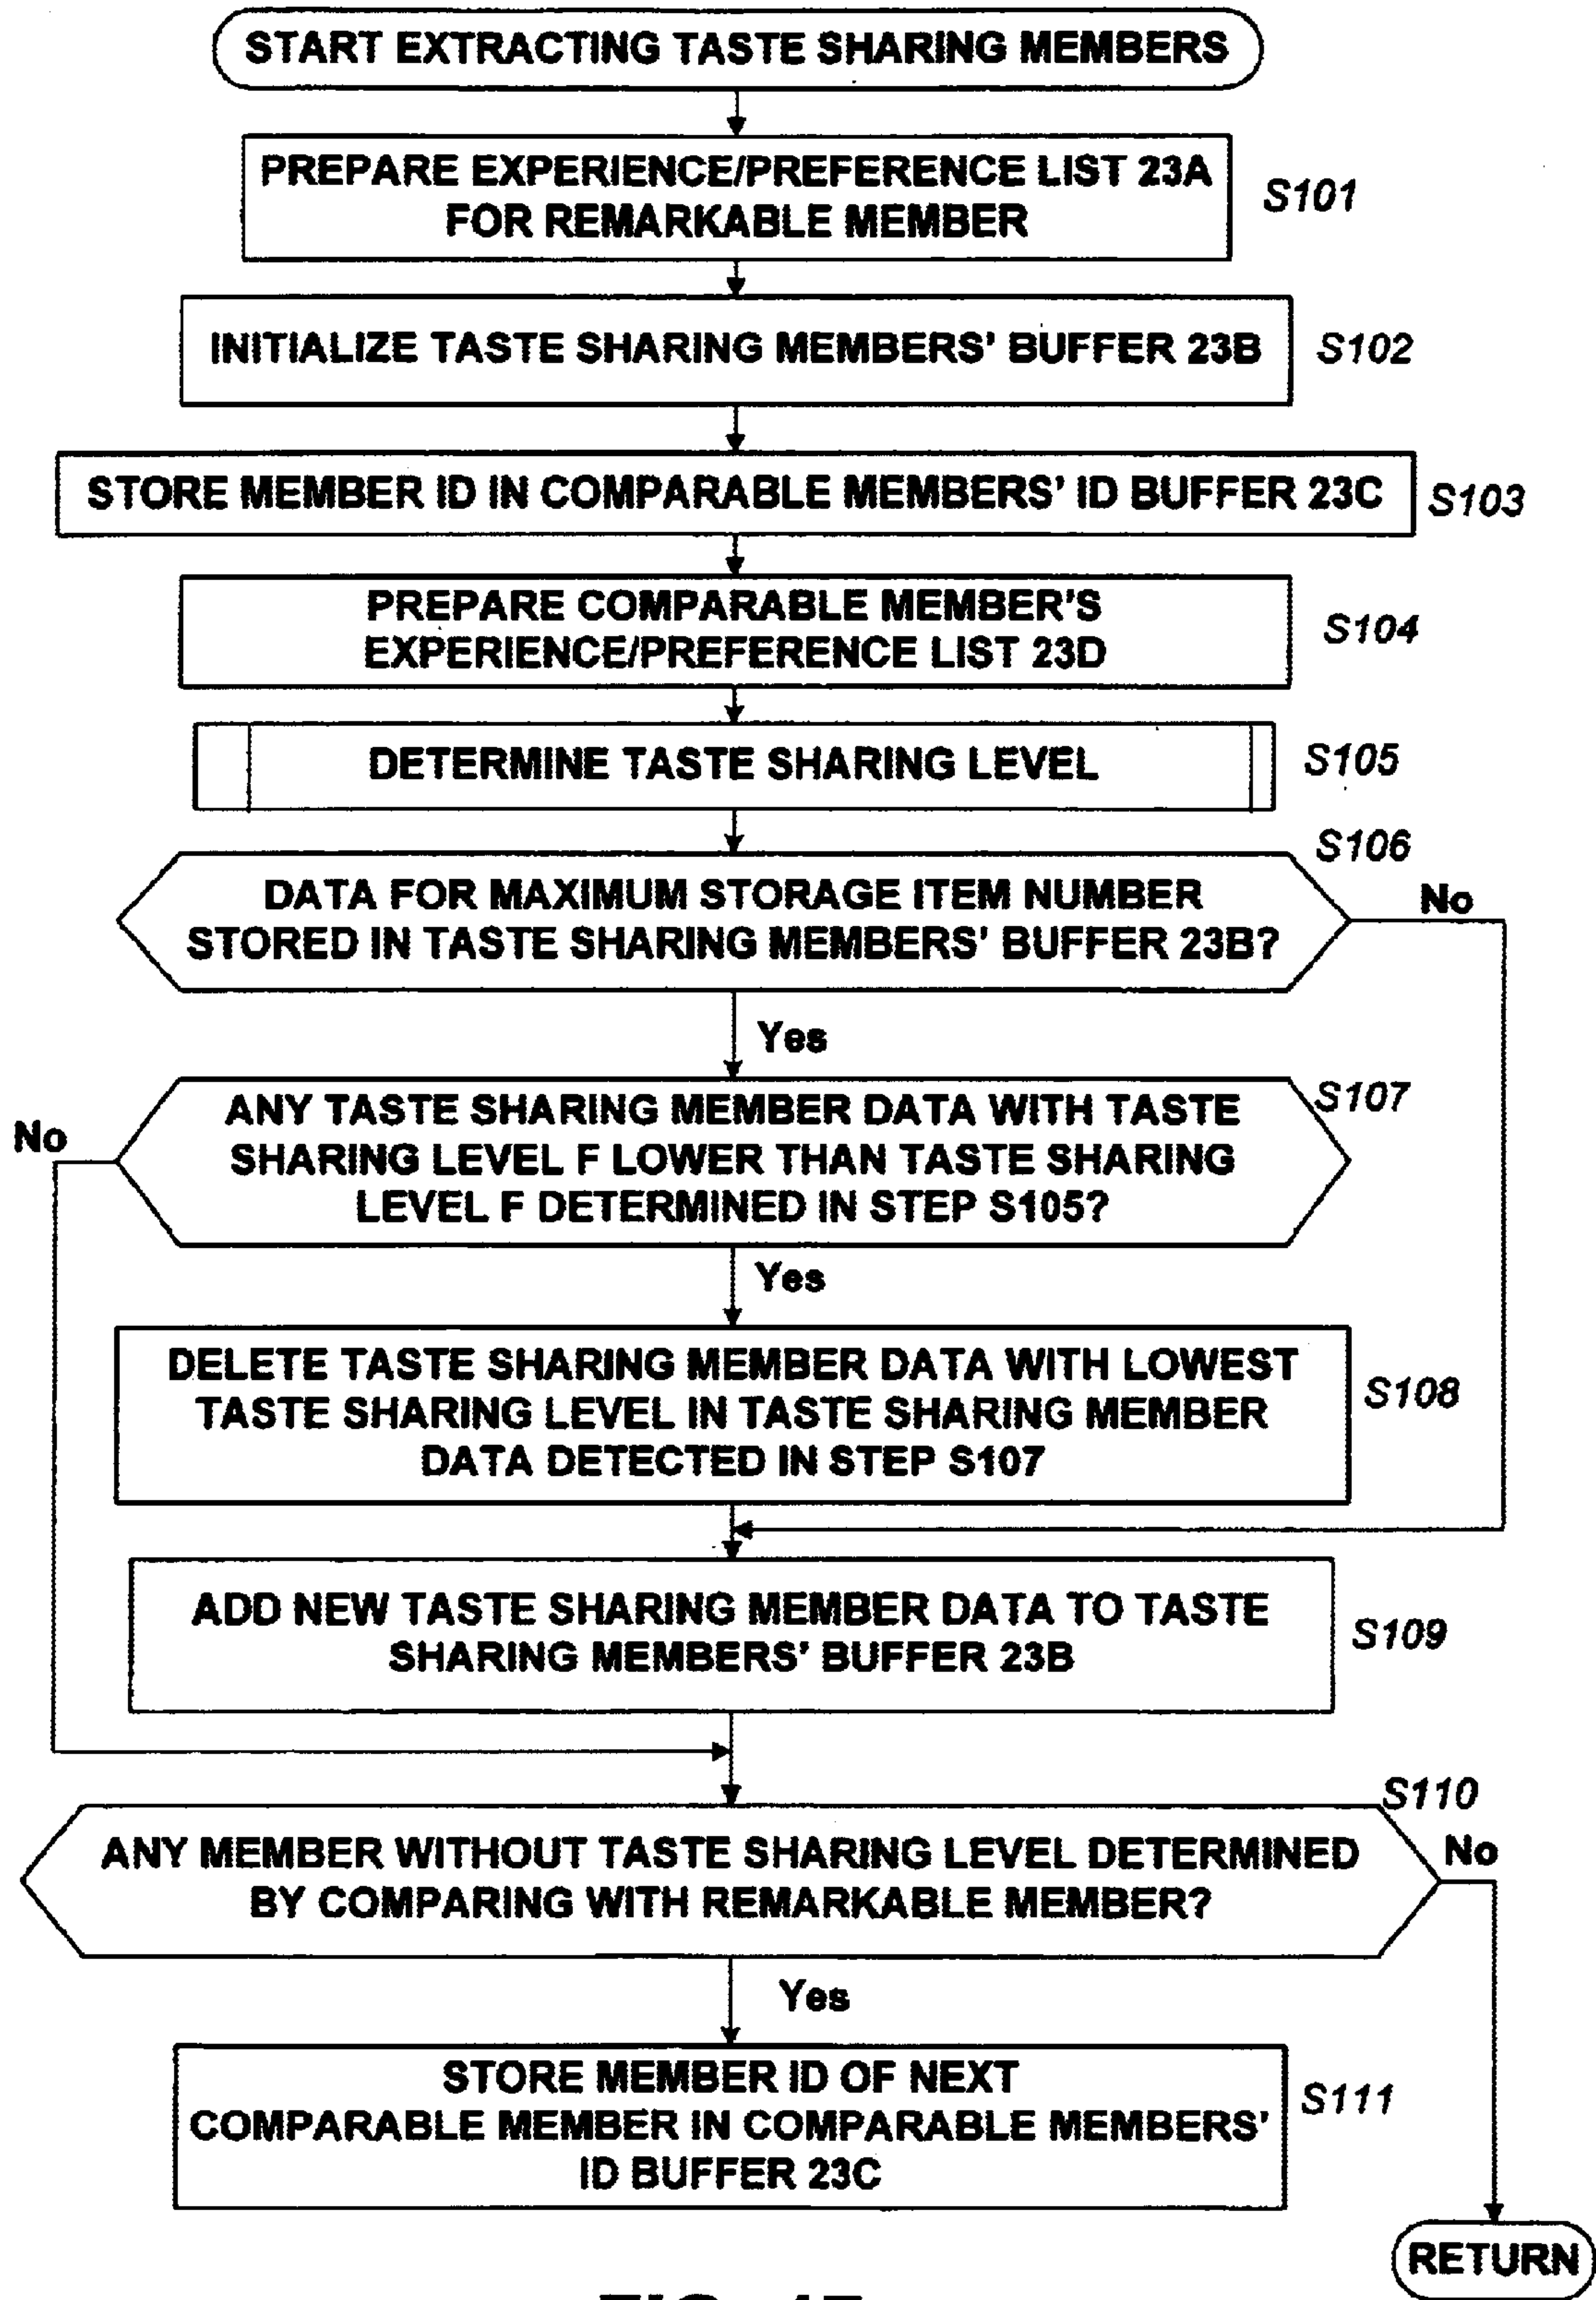 START EXTRACTING TASTE SHARING MEMBERS
PREPARE EXPERIENCE/PREFERENCE LIST 23A
FOR REMARKABLE MEMBER
S101
INITIALIZE TASTE SHARING MEMBERS' BUFFER 23B
S102
STORE MEMBER ID IN COMPARABLE MEMBERS' ID BUFFER 23C
S103
PREPARE COMPARABLE MEMBER'S
EXPERIENCE/PREFERENCE LIST 23D
S104
DETERMINE TASTE SHARING LEVEL
S105
S106
DATA FOR MAXIMUM STORAGE ITEM NUMBER
STORED IN TASTE SHARING MEMBERS' BUFFER 23B?
No
Yes
S107
No
ANY TASTE SHARING MEMBER DATA WITH TASTE
SHARING LEVEL F LOWER THAN TASTE SHARING
LEVEL F DETERMINED IN STEP S105?
Yes
DELETE TASTE SHARING MEMBER DATA WITH LOWEST
TASTE SHARING LEVEL IN TASTE SHARING MEMBER
DATA DETECTED IN STEP S107
S108
ADD NEW TASTE SHARING MEMBER DATA TO TASTE
SHARING MEMBERS' BUFFER 23B
S109
S110
ANY MEMBER WITHOUT TASTE SHARING LEVEL DETERMINED
BY COMPARING WITH REMARKABLE MEMBER?
No
Yes
STORE MEMBER ID OF NEXT
COMPARABLE MEMBER IN COMPARABLE MEMBERS'
ID BUFFER 23C
S111
RETURN